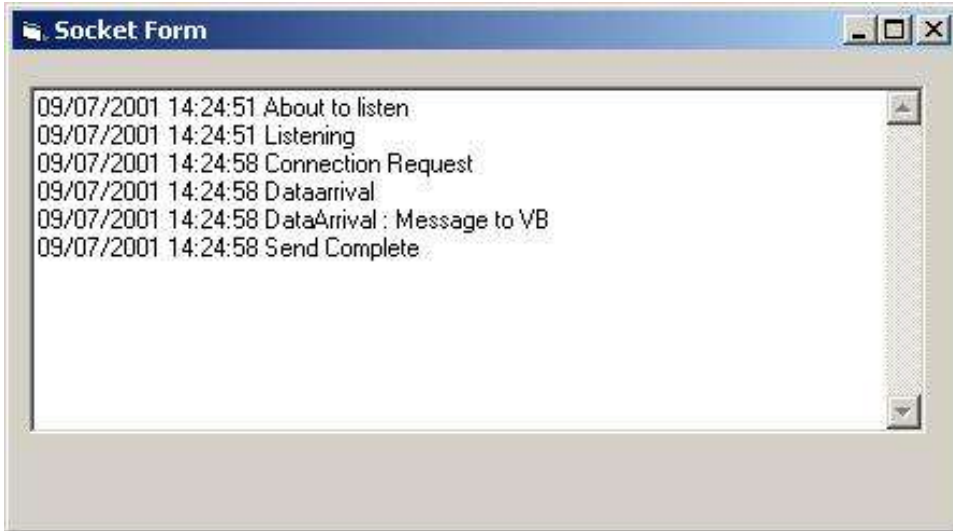 Socket Form
09/07/2001 14:24:51 About to listen
09/07/2001 14:24:51 Listening
09/07/2001 14:24:58 Connection Request
09/07/2001 14:24:58 Dataarrival
09/07/2001 14:24:58 DataArrival : Message to VB
09/07/2001 14:24:58 Send Complete